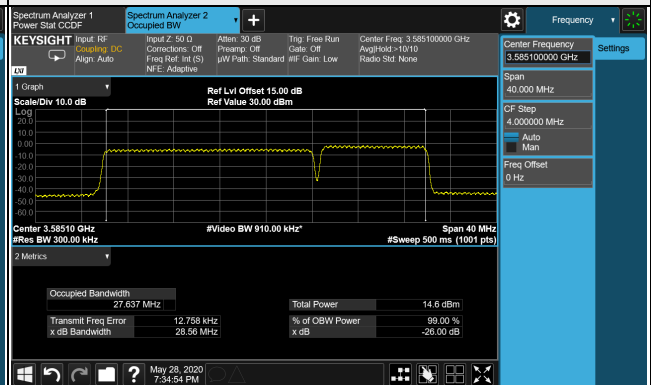 Spectrum Analyzer 1
Power Stat CCDF
Spectrum Analyzer 2
Occupied BW
Frequency
KEYSIGHT
Input: RF
Coupling: DC
Align: Auto
Input Z: 50 Ω
Corrections: Off
Freq Ref: Int (S)
NFE: Adaptive
Atten: 30 dB
Preamp: Off
µW Path: Standard
Trig: Free Run
Gate: Off
#IF Gain: Low
Center Freq: 3.585100000 GHz
Avg|Hold:>10/10
Radio Std: None
LXI
Center Frequency
3.585100000 GHz
Settings
Span
40.000 MHz
CF Step
4.000000 MHz
Auto
Man
Freq Offset
0 Hz
1 Graph
Scale/Div 10.0 dB
Ref Lvl Offset 15.00 dB
Ref Value 30.00 dBm
Log
20.0
10.0
0.00
-10.0
-20.0
-30.0
-40.0
-50.0
-60.0
Center 3.58510 GHz
#Res BW 300.00 kHz
#Video BW 910.00 kHz*
Span 40 MHz
#Sweep 500 ms (1001 pts)
2 Metrics
Occupied Bandwidth
27.637 MHz
Total Power
14.6 dBm
Transmit Freq Error
12.758 kHz
% of OBW Power
99.00 %
x dB Bandwidth
28.56 MHz
x dB
-26.00 dB
?
May 28, 2020
7:34:54 PM